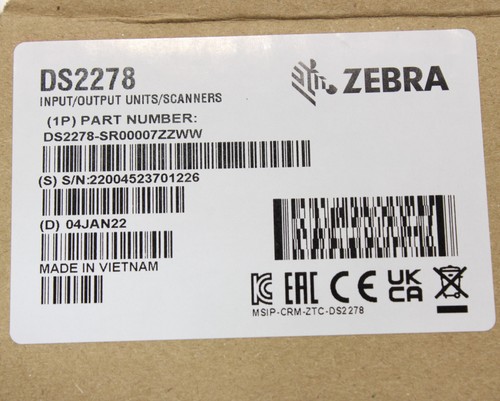 DS2278
ZEBRA
INPUT/OUTPUT UNITS/SCANNERS
(1P) PART NUMBER:
DS2278-SR00007ZZWW
(S) S/N:22004523701226
(D) 04JAN22
MADE IN VIETNAM
EAC CE UK CA
MSIP-CRM-ZTC-DS2278